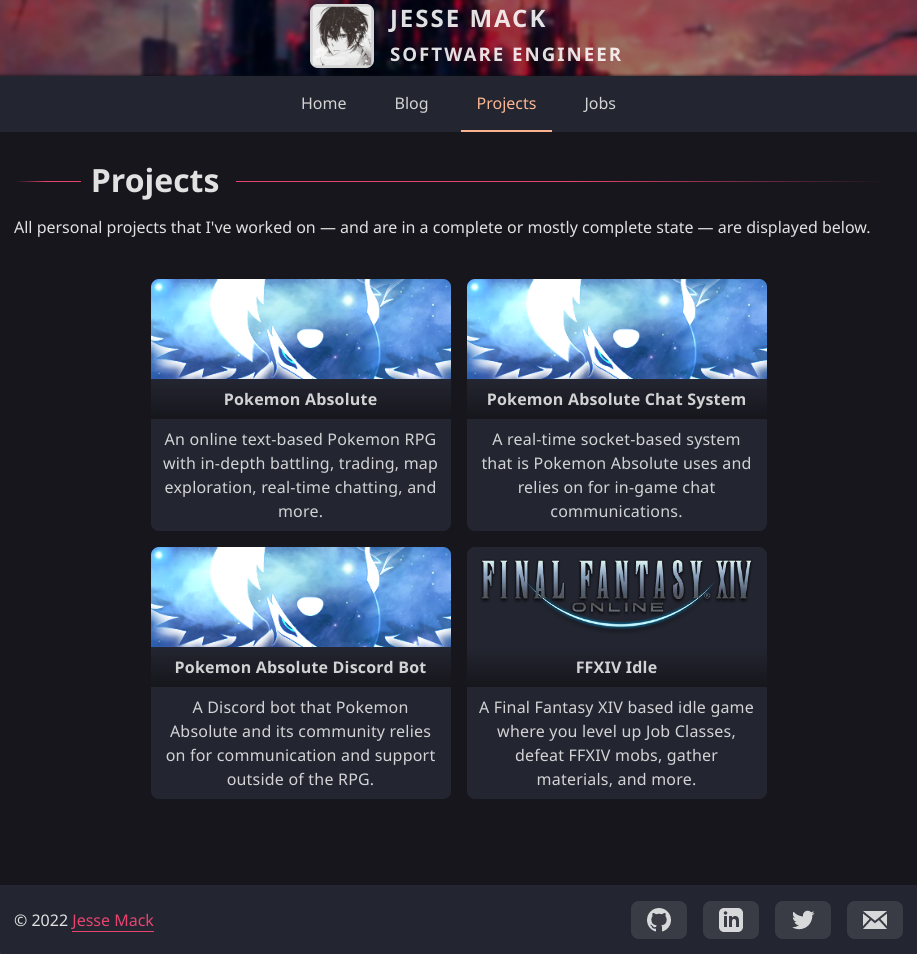 JESSE MACK
SOFTWARE ENGINEER
Home Blog Projects Jobs
Projects
All personal projects that I've worked on — and are in a complete or mostly complete state — are displayed below.
Pokemon Absolute
An online text-based Pokemon RPG
with in-depth battling, trading, map
exploration, real-time chatting, and
more.
Pokemon Absolute Chat System
A real-time socket-based system
that is Pokemon Absolute uses and
relies on for in-game chat
communications.
Pokemon Absolute Discord Bot
A Discord bot that Pokemon
Absolute and its community relies
on for communication and support
outside of the RPG.
FINAL FANTASY XIV
ONLINE
FFXIV Idle
A Final Fantasy XIV based idle game
where you level up Job Classes,
defeat FFXIV mobs, gather
materials, and more.
© 2022 Jesse Mack
in